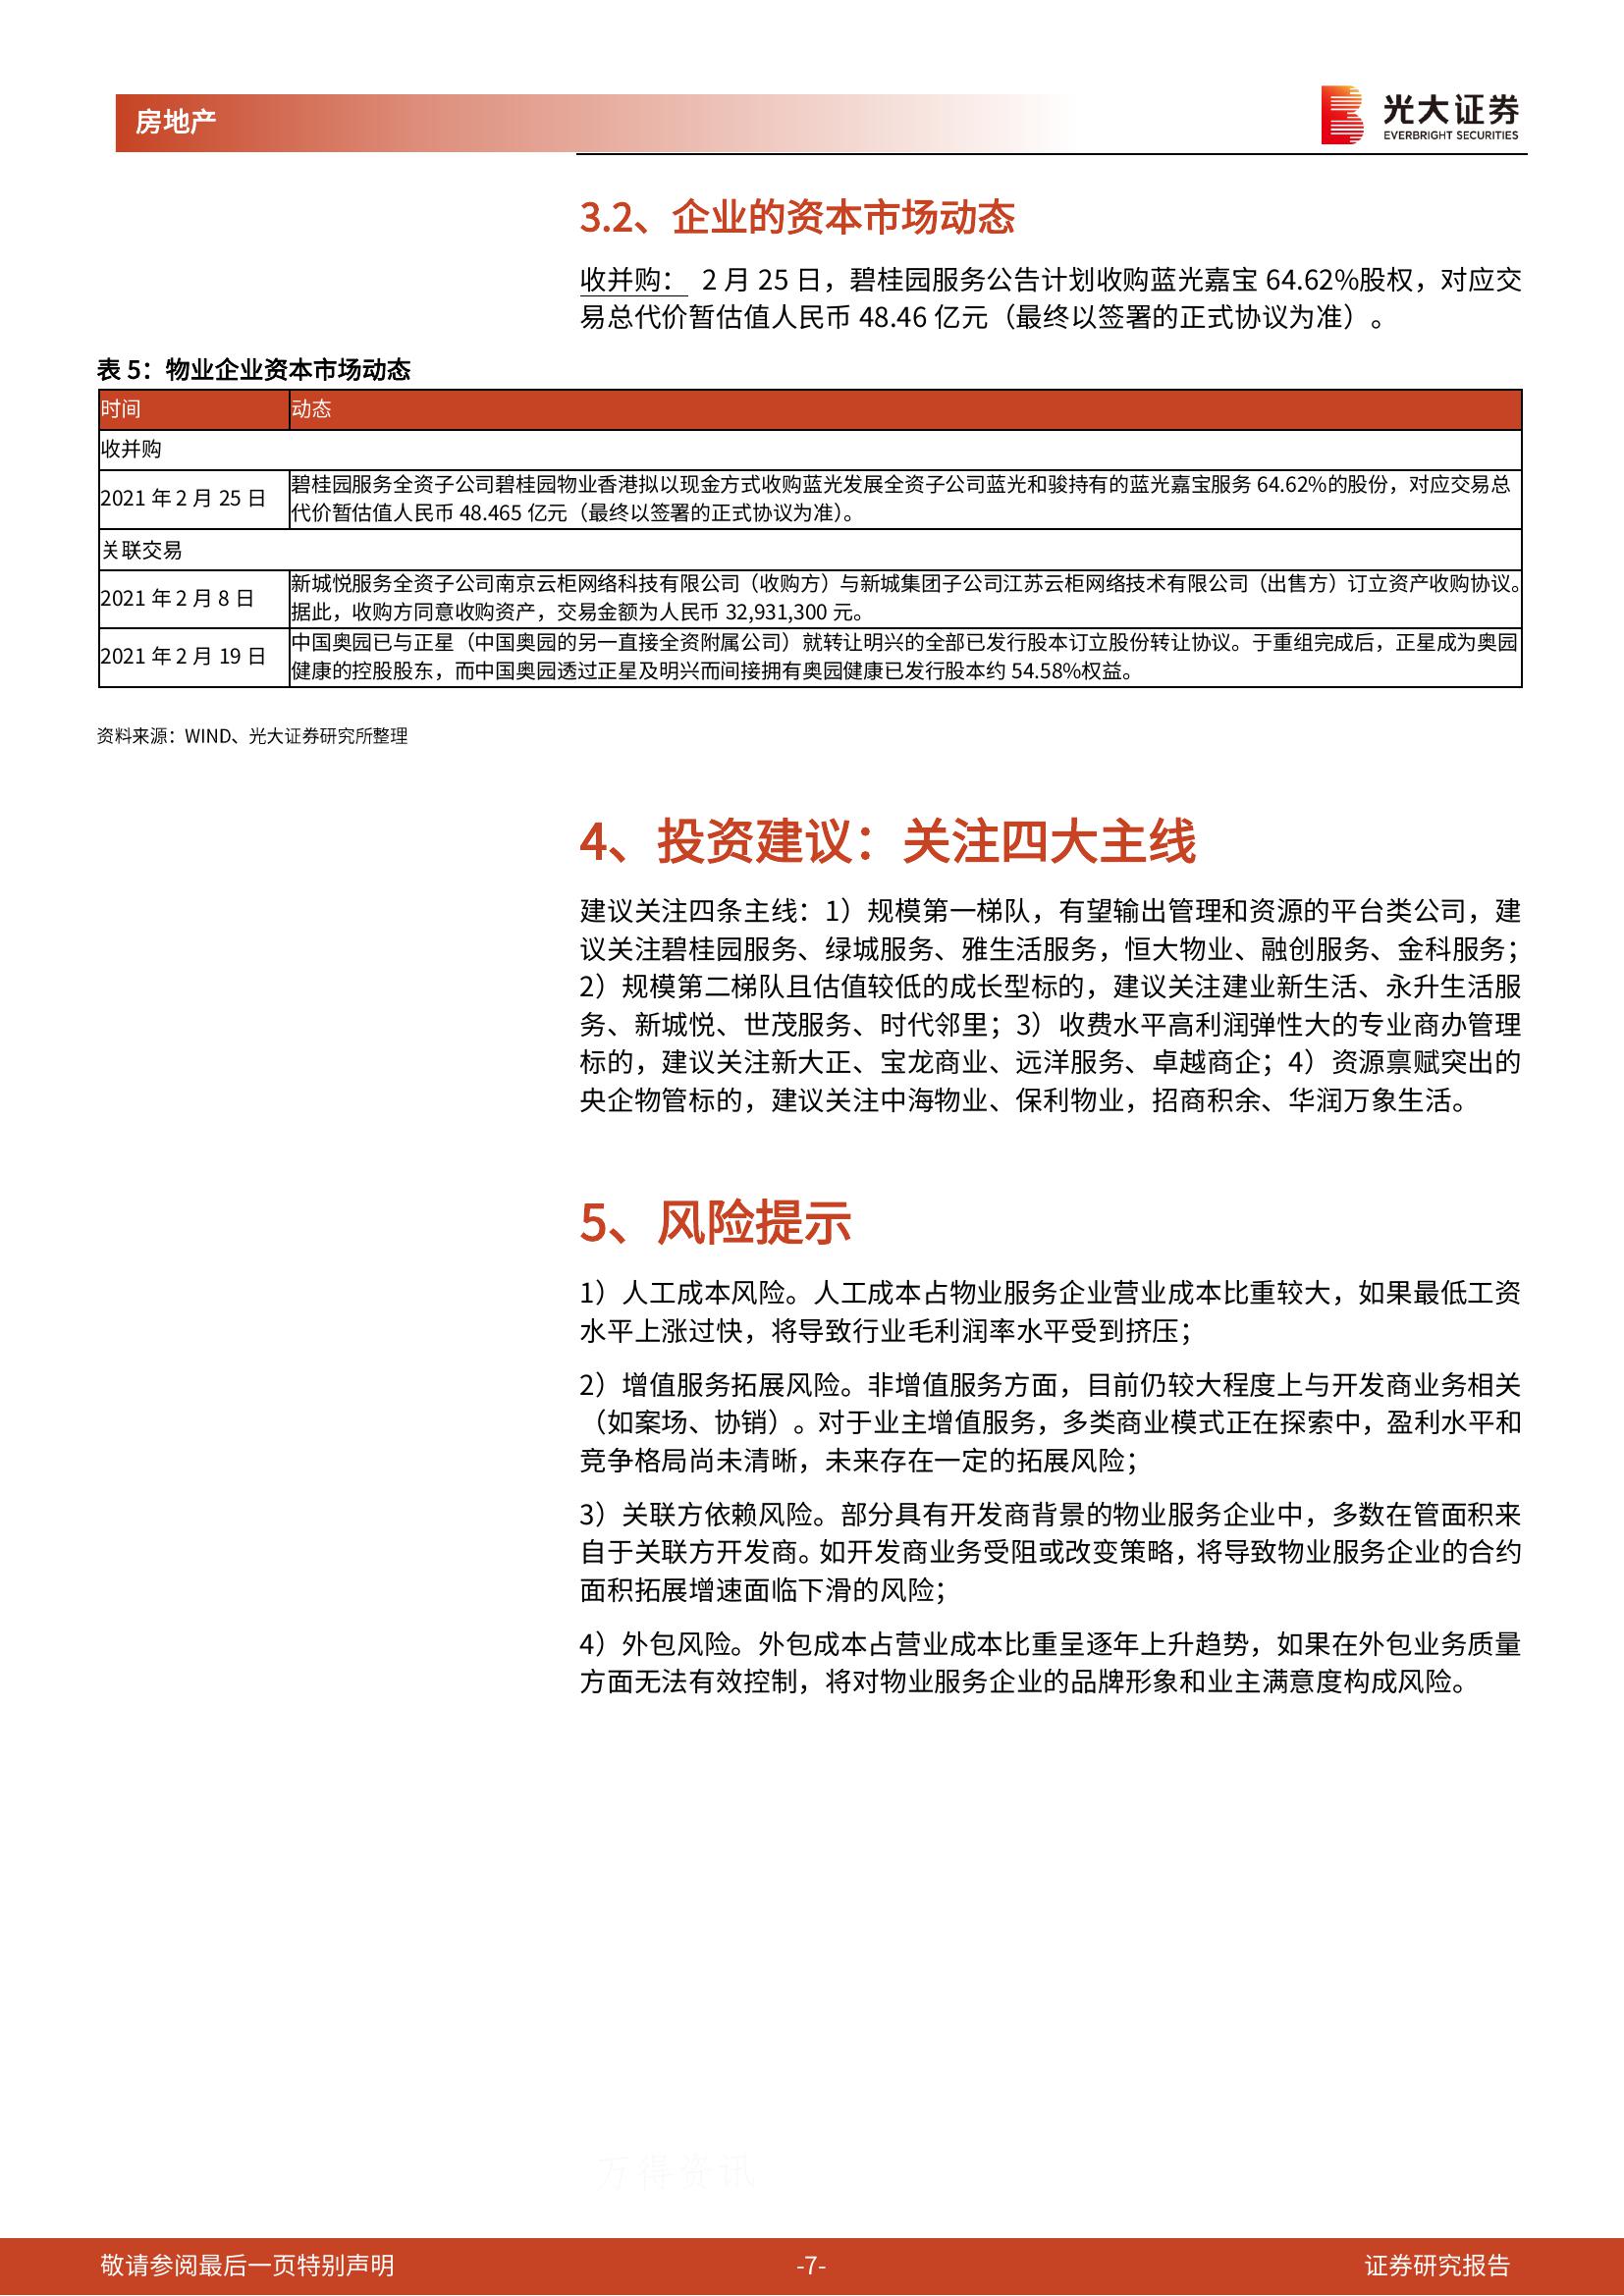 房地产
光大证券
EVERBRIGHT SECURITIES
3.2、企业的资本市场动态
收并购： 2 月 25 日，碧桂园服务公告计划收购蓝光嘉宝 64.62%股权，对应交
易总代价暂估值人民币 48.46 亿元（最终以签署的正式协议为准）。
表 5：物业企业资本市场动态
时间 动态
收并购
2021 年 2 月 25 日 碧桂园服务全资子公司碧桂园物业香港拟以现金方式收购蓝光发展全资子公司蓝光和骏持有的蓝光嘉宝服务 64.62%的股份，对应交易总
代价暂估值人民币 48.465 亿元（最终以签署的正式协议为准）。
关联交易
2021 年 2 月 8 日 新城悦服务全资子公司南京云柜网络科技有限公司（收购方）与新城集团子公司江苏云柜网络技术有限公司（出售方）订立资产收购协议。
据此，收购方同意收购资产，交易金额为人民币 32,931,300 元。
2021 年 2 月 19 日 中国奥园已与正星（中国奥园的另一直接全资附属公司）就转让明兴的全部已发行股本订立股份转让协议。于重组完成后，正星成为奥园
健康的控股股东，而中国奥园透过正星及明兴而间接拥有奥园健康已发行股本约 54.58%权益。
资料来源：WIND、光大证券研究所整理
4、投资建议：关注四大主线
建议关注四条主线：1）规模第一梯队，有望输出管理和资源的平台类公司，建
议关注碧桂园服务、绿城服务、雅生活服务，恒大物业、融创服务、金科服务；
2）规模第二梯队且估值较低的成长型标的，建议关注建业新生活、永升生活服
务、新城悦、世茂服务、时代邻里；3）收费水平高利润弹性大的专业商办管理
标的，建议关注新大正、宝龙商业、远洋服务、卓越商企；4）资源禀赋突出的
央企物管标的，建议关注中海物业、保利物业，招商积余、华润万象生活。
5、风险提示
1）人工成本风险。人工成本占物业服务企业营业成本比重较大，如果最低工资
水平上涨过快，将导致行业毛利润率水平受到挤压；
2）增值服务拓展风险。非增值服务方面，目前仍较大程度上与开发商业务相关
（如案场、协销）。对于业主增值服务，多类商业模式正在探索中，盈利水平和
竞争格局尚未清晰，未来存在一定的拓展风险；
3）关联方依赖风险。部分具有开发商背景的物业服务企业中，多数在管面积来
自于关联方开发商。如开发商业务受阻或改变策略，将导致物业服务企业的合约
面积拓展增速面临下滑的风险；
4）外包风险。外包成本占营业成本比重呈逐年上升趋势，如果在外包业务质量
方面无法有效控制，将对物业服务企业的品牌形象和业主满意度构成风险。
万得资讯
敬请参阅最后一页特别声明 -7- 证券研究报告